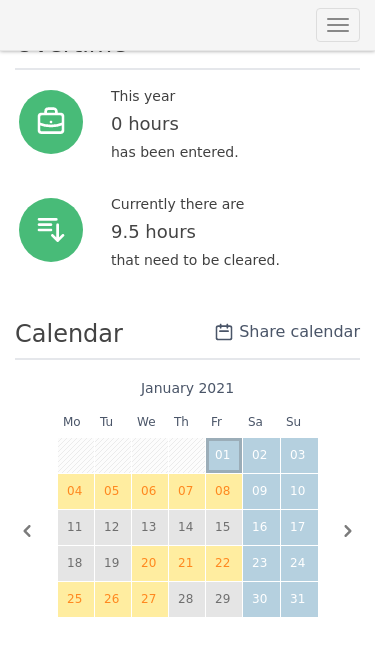 Overtime
This year
0 hours
has been entered.
Currently there are
9.5 hours
that need to be cleared.
Calendar
Share calendar
January 2021
Mo Tu We Th Fr Sa Su
01 02 03
04 05 06 07 08 09 10
11 12 13 14 15 16 17
18 19 20 21 22 23 24
25 26 27 28 29 30 31